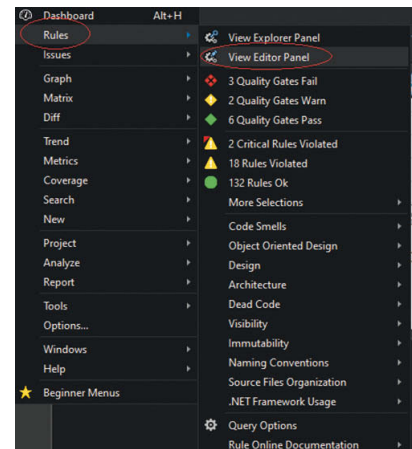 Dashboard Alt+H
Rules
Issues
Graph
Matrix
Diff
Trend
Metrics
Coverage
Search
New
Project
Analyze
Report
Tools
Options...
Windows
Help
Beginner Menus
View Explorer Panel
View Editor Panel
3 Quality Gates Fail
2 Quality Gates Warn
6 Quality Gates Pass
2 Critical Rules Violated
18 Rules Violated
132 Rules Ok
More Selections
Code Smells
Object Oriented Design
Design
Architecture
Dead Code
Visibility
Immutability
Naming Conventions
Source Files Organization
.NET Framework Usage
Query Options
Rule Online Documentation